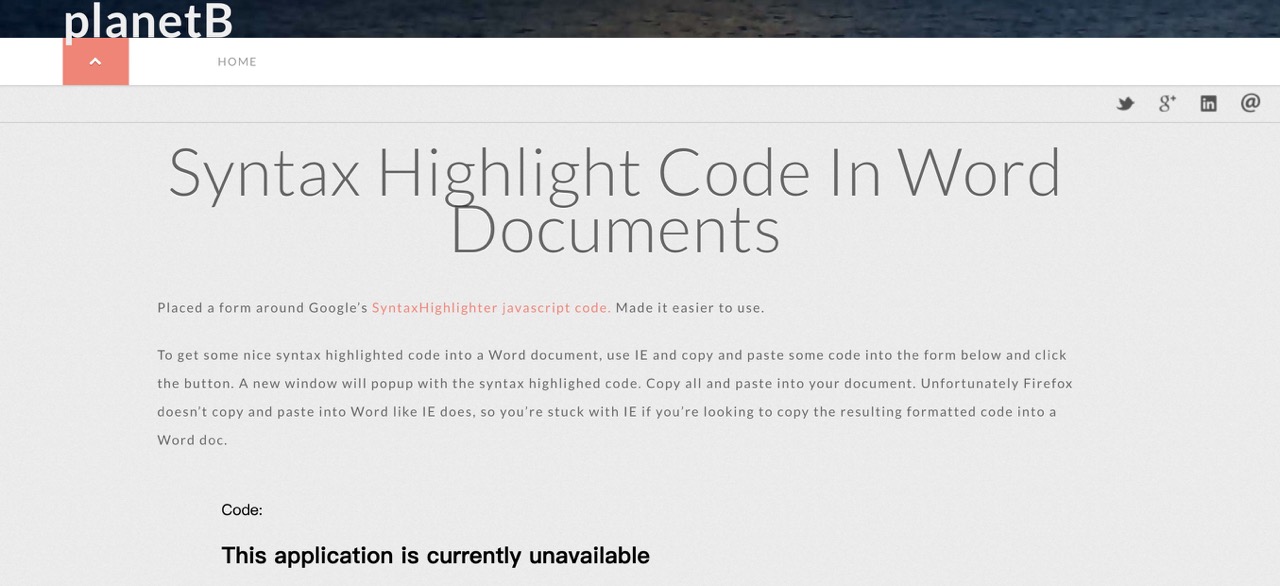 planetB
HOME
Syntax Highlight Code In Word
Documents
Placed a form around Google’s SyntaxHighlighter javascript code. Made it easier to use.
To get some nice syntax highlighted code into a Word document, use IE and copy and paste some code into the form below and click
the button. A new window will popup with the syntax highlighed code. Copy all and paste into your document. Unfortunately Firefox
doesn’t copy and paste into Word like IE does, so you’re stuck with IE if you’re looking to copy the resulting formatted code into a
Word doc.
Code:
This application is currently unavailable